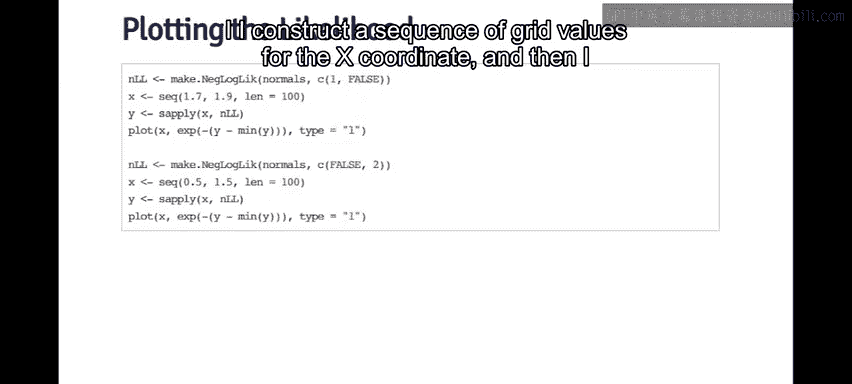 Plotting the Likelihood
I'll construct a sequence of grid values
for the X coordinate, and then I
nLL <- make.NegLogLik(normals, c(1, FALSE))
x <- seq(1.7, 1.9, len = 100)
y <- sapply(x, nLL)
plot(x, exp(-(y - min(y))), type = "l")
nLL <- make.NegLogLik(normals, c(FALSE, 2))
x <- seq(0.5, 1.5, len = 100)
y <- sapply(x, nLL)
plot(x, exp(-(y - min(y))), type = "l")